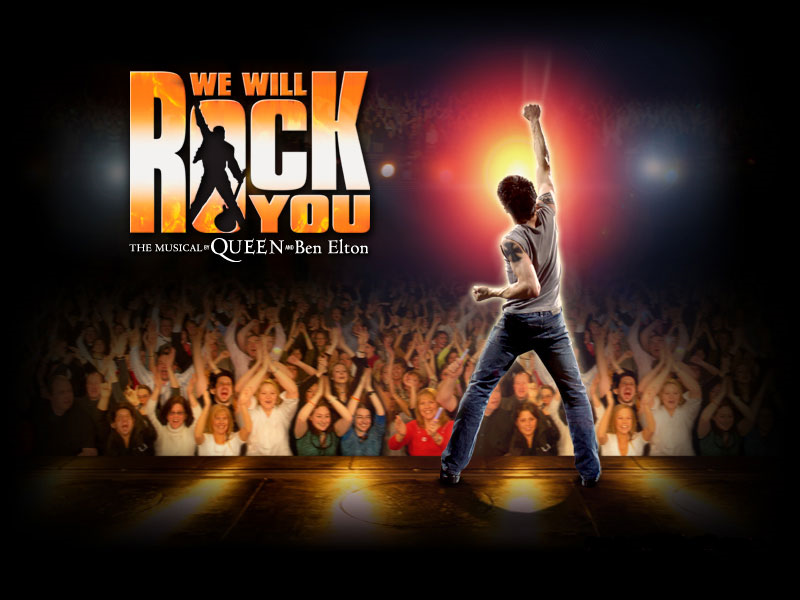 WE WILL
ROCK
YOU
THE MUSICAL BY QUEEN AND Ben Elton